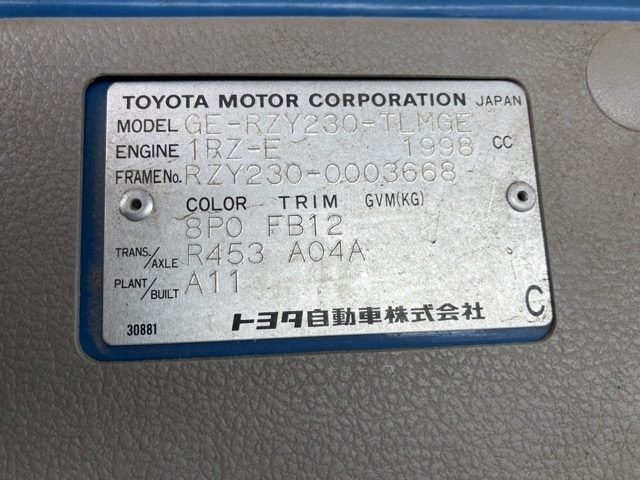 TOYOTA MOTOR CORPORATION JAPAN
MODEL GE-RZY230-TLMGE
ENGINE 1RZ-E 1998 CC
FRAME No. RZY230-0003668
COLOR TRIM GVM(KG)
8P0 FB12
TRANS./AXLE R453 A04A
PLANT/BUILT A11
トヨタ自動車株式会社 C
30881